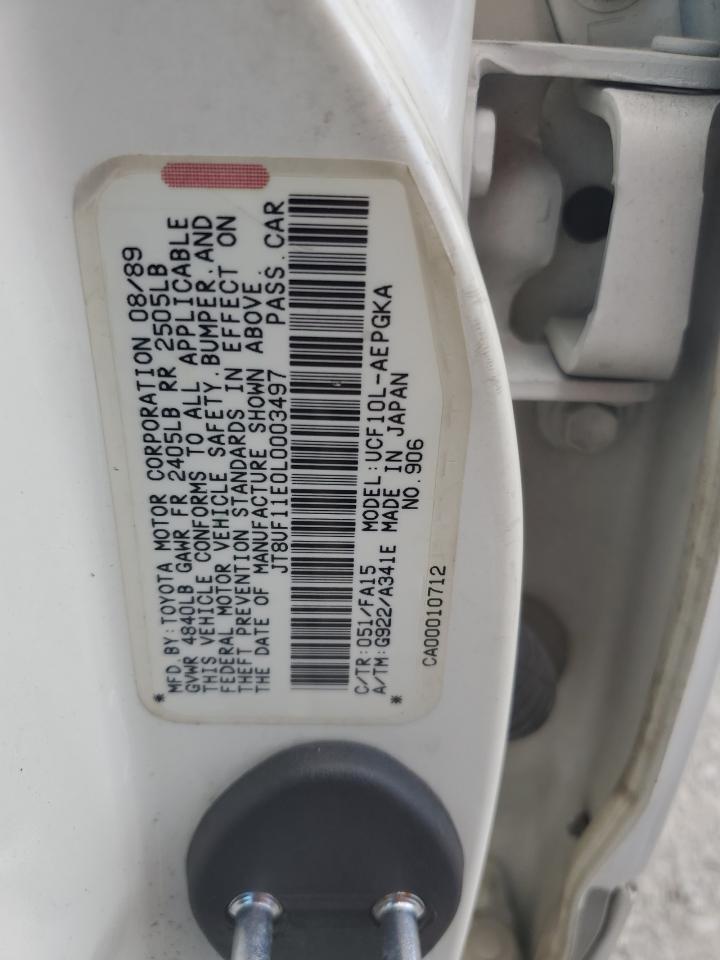 MFD.BY:TOYOTA MOTOR CORPORATION 08/89
GVWR 4840LB GAWR FR 2405LB RR 2505LB
THIS VEHICLE CONFORMS TO ALL APPLICABLE
FEDERAL MOTOR VEHICLE SAFETY, BUMPER, AND
THEFT PREVENTION STANDARDS IN EFFECT ON
THE DATE OF MANUFACTURE SHOWN ABOVE.
JT8UF11E0L0003497 PASS. CAR
C/TR:051/FA15 MODEL:UCF10L-AEPGKA
A/TM:G922/A341E MADE IN JAPAN
* NO.906 *
CA00010712